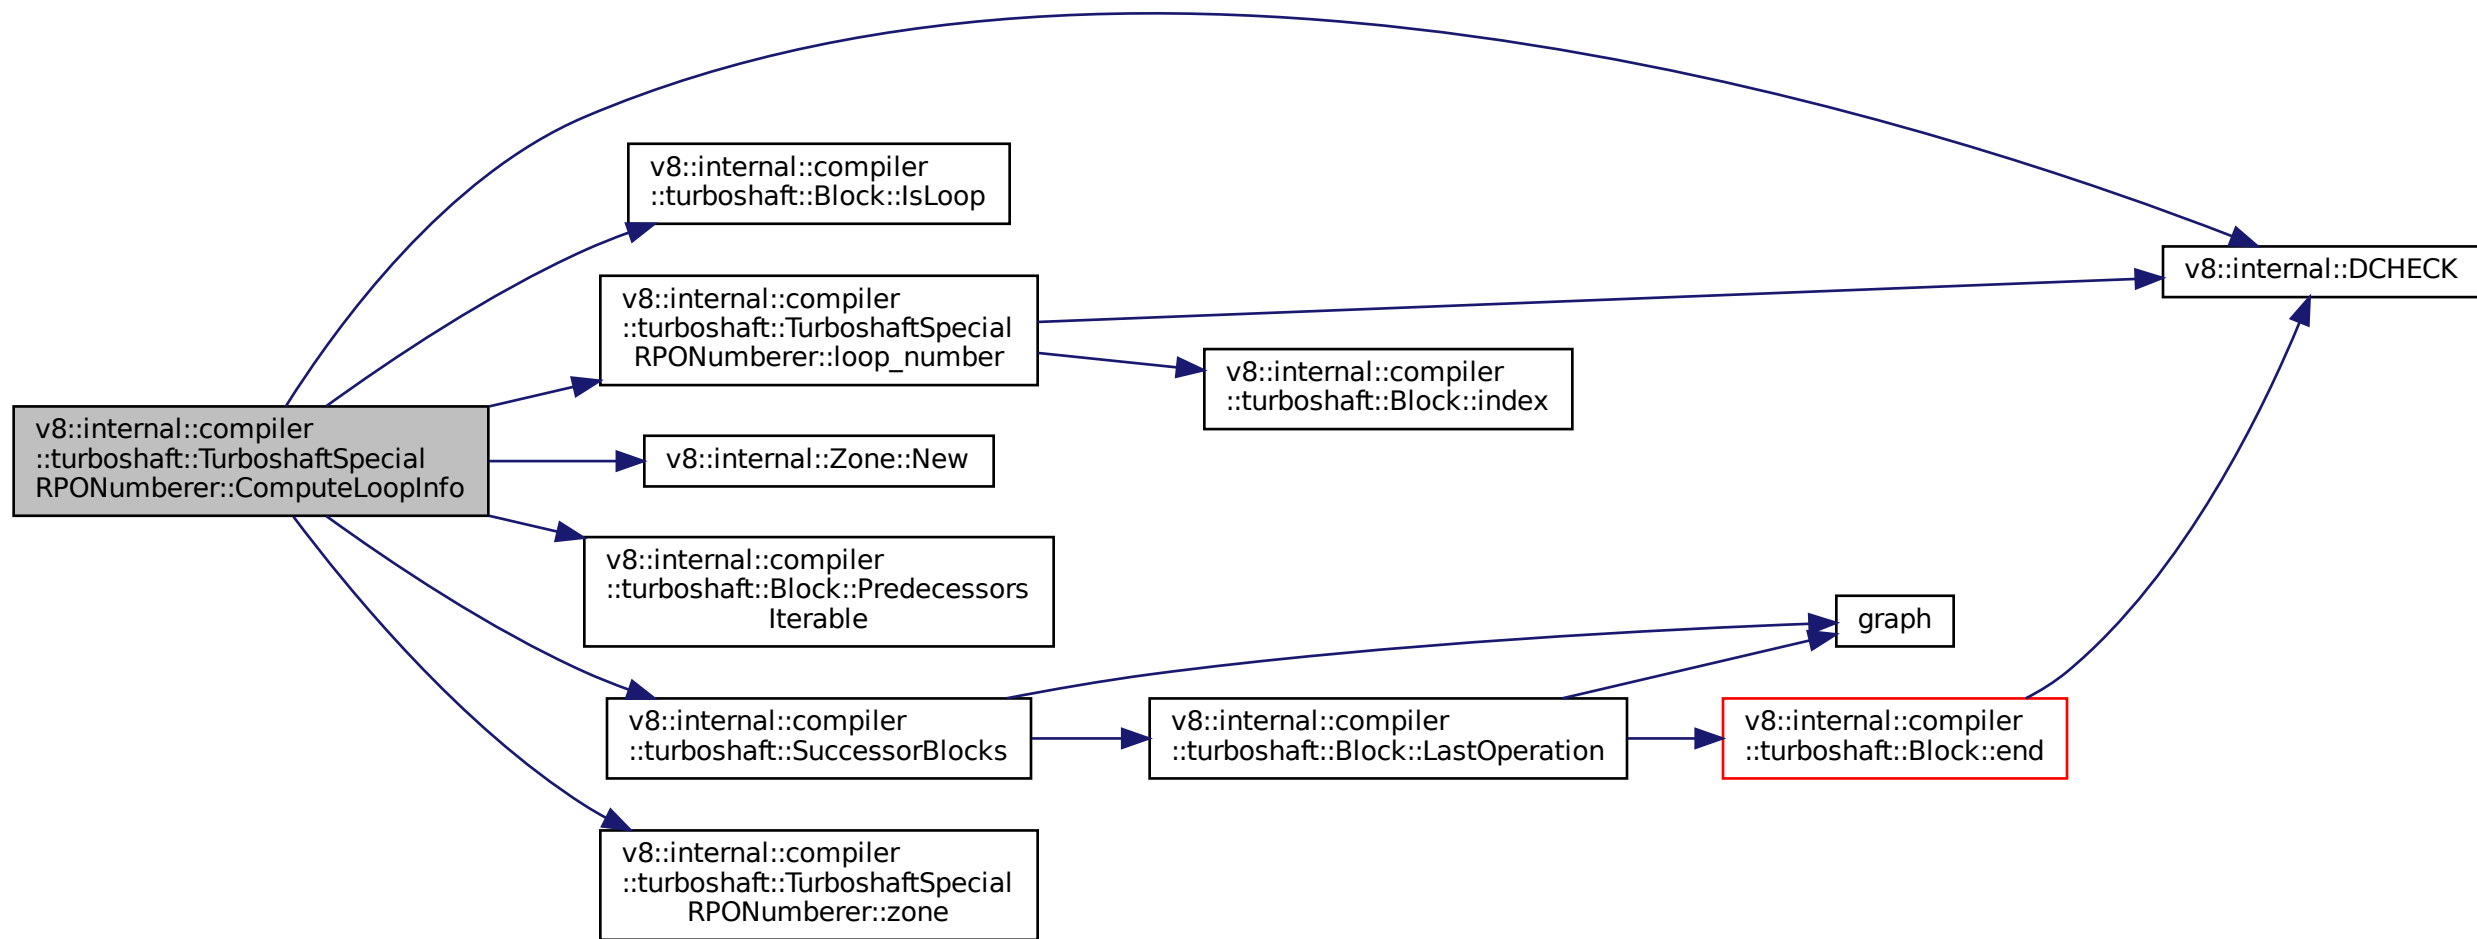 v8::internal::compiler
::turboshaft::TurboshaftSpecial
RPONumberer::ComputeLoopInfo
v8::internal::compiler
::turboshaft::Block::IsLoop
v8::internal::compiler
::turboshaft::TurboshaftSpecial
RPONumberer::loop_number
v8::internal::Zone::New
v8::internal::compiler
::turboshaft::Block::Predecessors
Iterable
v8::internal::compiler
::turboshaft::SuccessorBlocks
v8::internal::compiler
::turboshaft::TurboshaftSpecial
RPONumberer::zone
v8::internal::compiler
::turboshaft::Block::index
v8::internal::compiler
::turboshaft::Block::LastOperation
graph
v8::internal::compiler
::turboshaft::Block::end
v8::internal::DCHECK